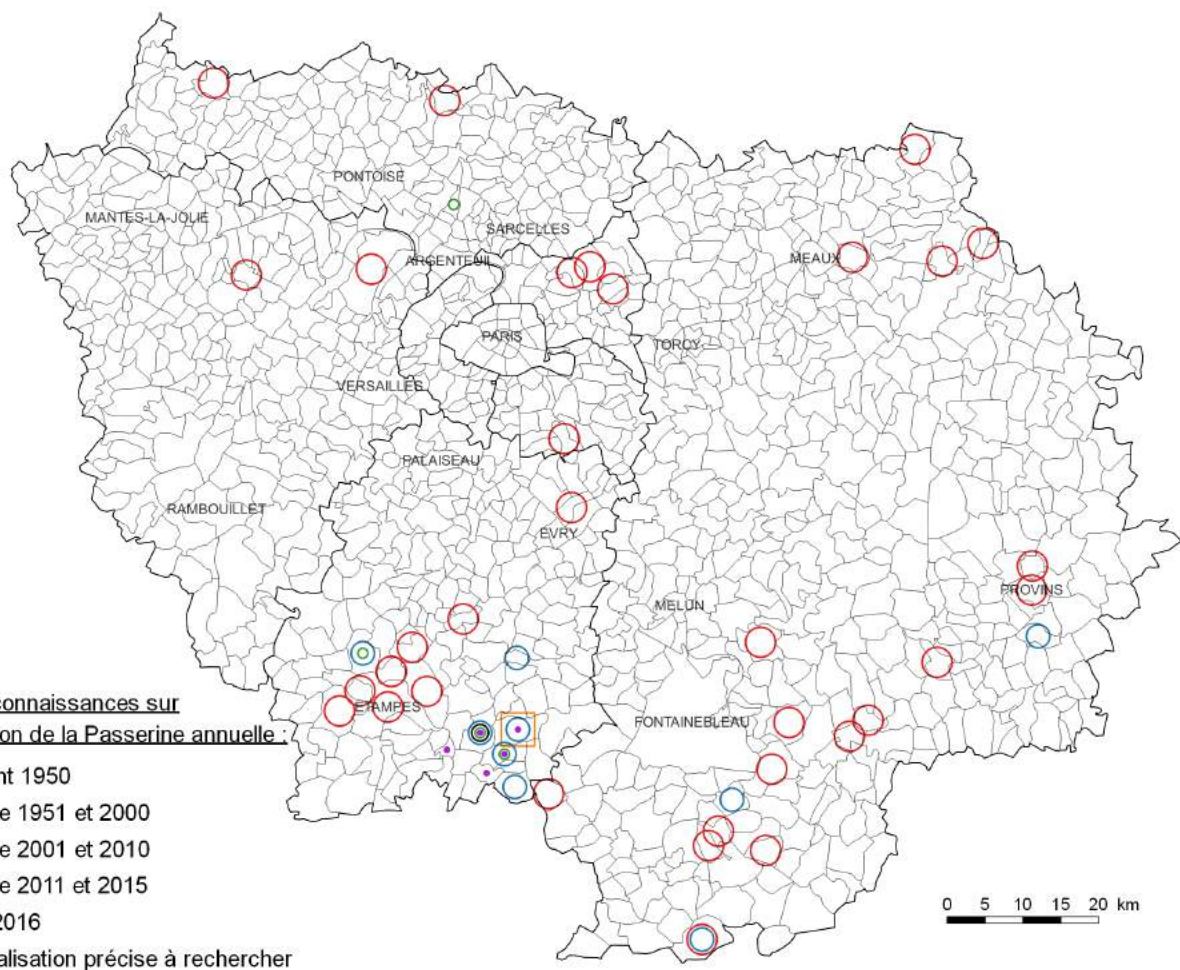 PONTOISE
MANTES-LA-JOLIE
SARCELLES
ARGENTEUIL
MEAUX
PARIS
TORCY
VERSAILLES
PALAISEAU
RAMBOUILLET
EVRY
PROVINS
MELUN
ETAMPES
FONTAINEBLEAU
connaissances sur
on de la Passerine annuelle :
nt 1950
e 1951 et 2000
e 2001 et 2010
e 2011 et 2015
2016
alisation précise à rechercher
0 5 10 15 20 km